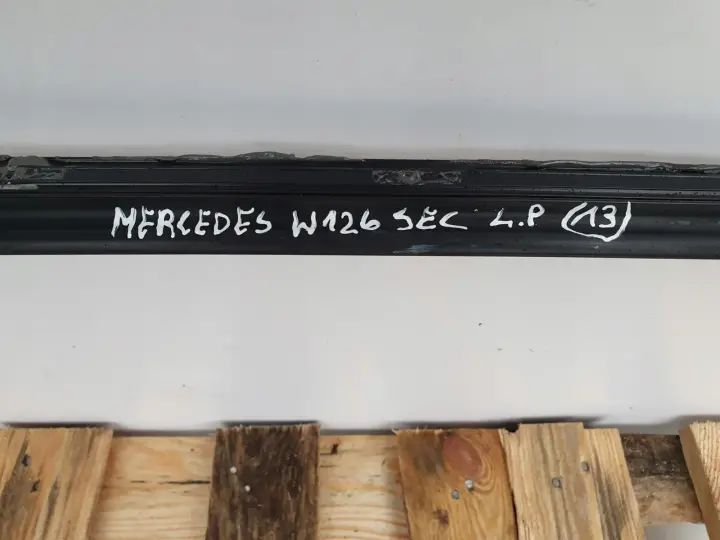 MERCEDES W126 SEC L.P (13)